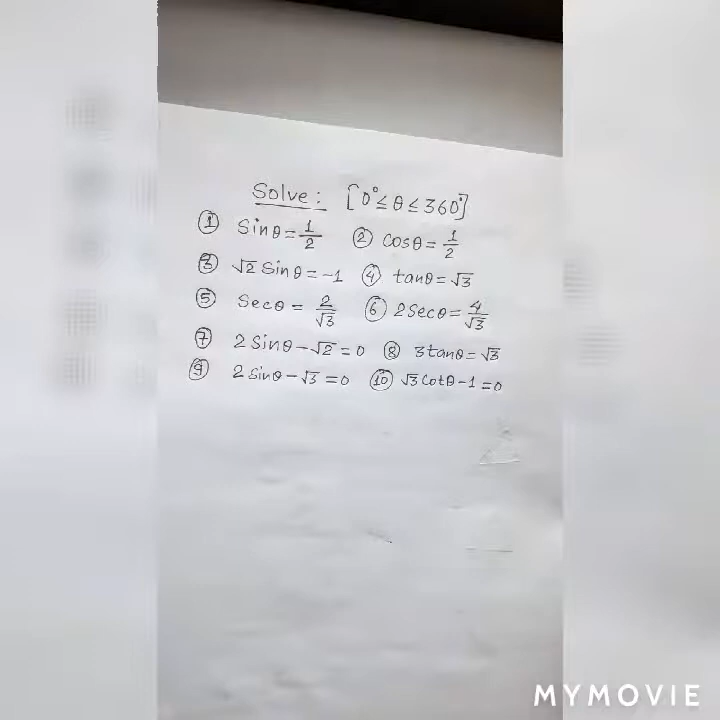 Solve: [0° ≤ θ ≤ 360°]
① Sinθ = 1/2 ② cosθ = 1/2
③ √2 Sinθ = -1 ④ tanθ = √3
⑤ Secθ = 2/√3 ⑥ 2Secθ = 4/√3
⑦ 2Sinθ - √2 = 0 ⑧ 3tanθ = √3
⑨ 2Sinθ - √3 = 0 ⑩ √3Cotθ - 1 = 0
MYMOVIE